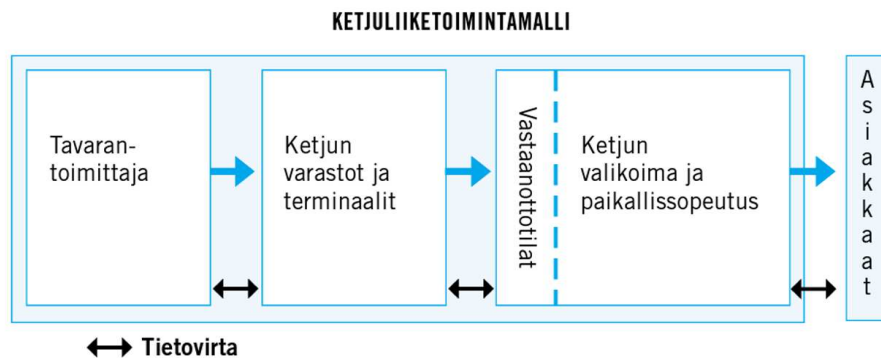 KETJULIIKETOIMINTAMALLI
Tavaran-
toimittaja
Ketjun
varastot ja
terminaalit
Vastaanottotilat
Ketjun
valikoima ja
paikallissopeutus
Asiakkaat
Tietovirta